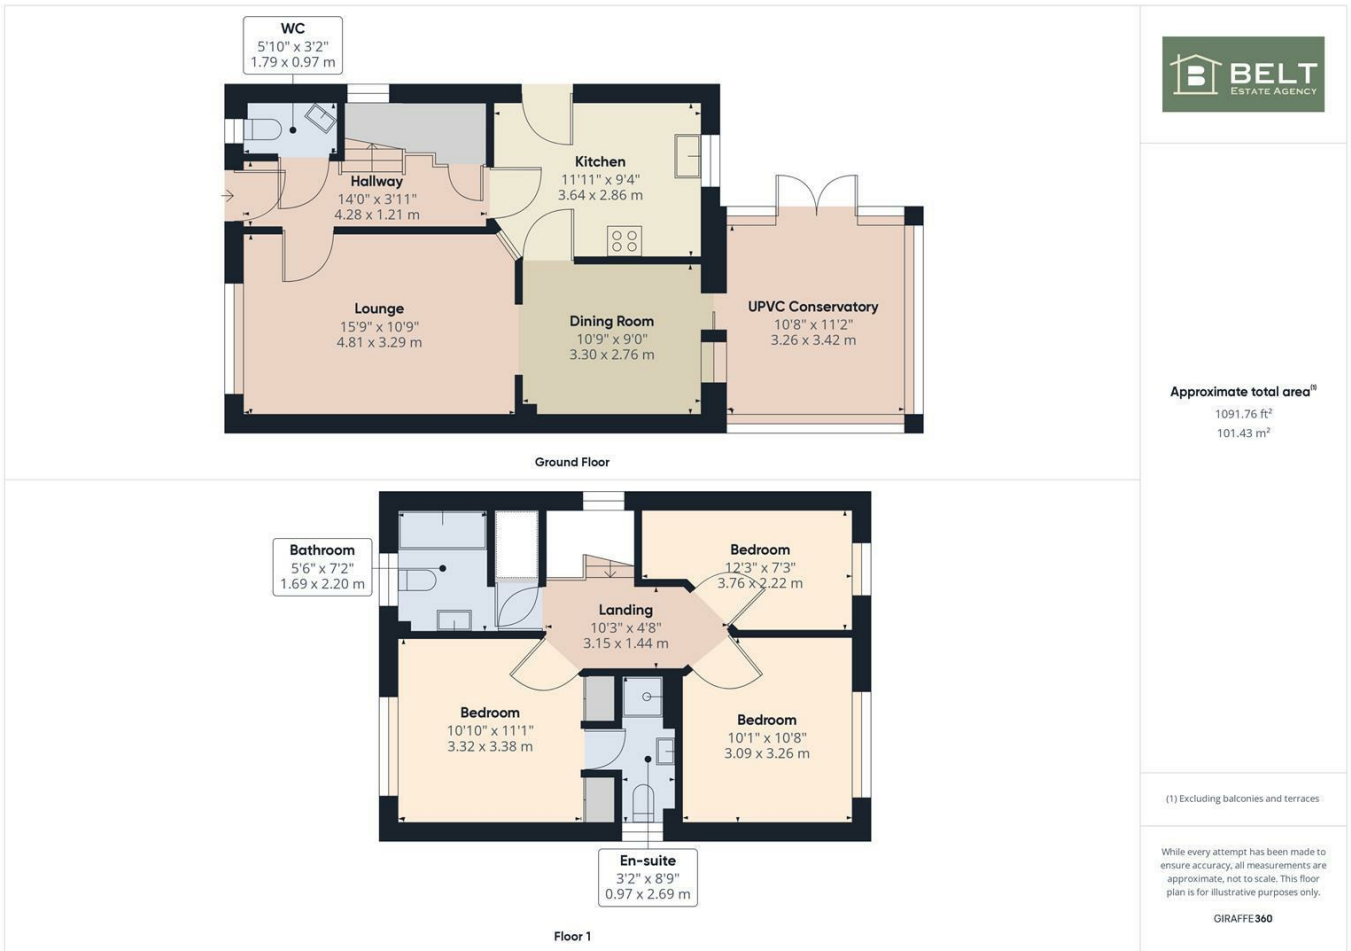 WC
5'10" x 3'2"
1.79 x 0.97 m
Hallway
14'0" x 3'11"
4.28 x 1.21 m
Kitchen
11'11" x 9'4"
3.64 x 2.86 m
Lounge
15'9" x 10'9"
4.81 x 3.29 m
Dining Room
10'9" x 9'0"
3.30 x 2.76 m
UPVC Conservatory
10'8" x 11'2"
3.26 x 3.42 m
Ground Floor
Bathroom
5'6" x 7'2"
1.69 x 2.20 m
Bedroom
12'3" x 7'3"
3.76 x 2.22 m
Landing
10'3" x 4'8"
3.15 x 1.44 m
Bedroom
10'10" x 11'1"
3.32 x 3.38 m
Bedroom
10'1" x 10'8"
3.09 x 3.26 m
En-suite
3'2" x 8'9"
0.97 x 2.69 m
Floor 1
B BELT
ESTATE AGENCY
Approximate total area(1)
1091.76 ft²
101.43 m²
(1) Excluding balconies and terraces
While every attempt has been made to
ensure accuracy, all measurements are
approximate, not to scale. This floor
plan is for illustrative purposes only.
GIRAFFE360